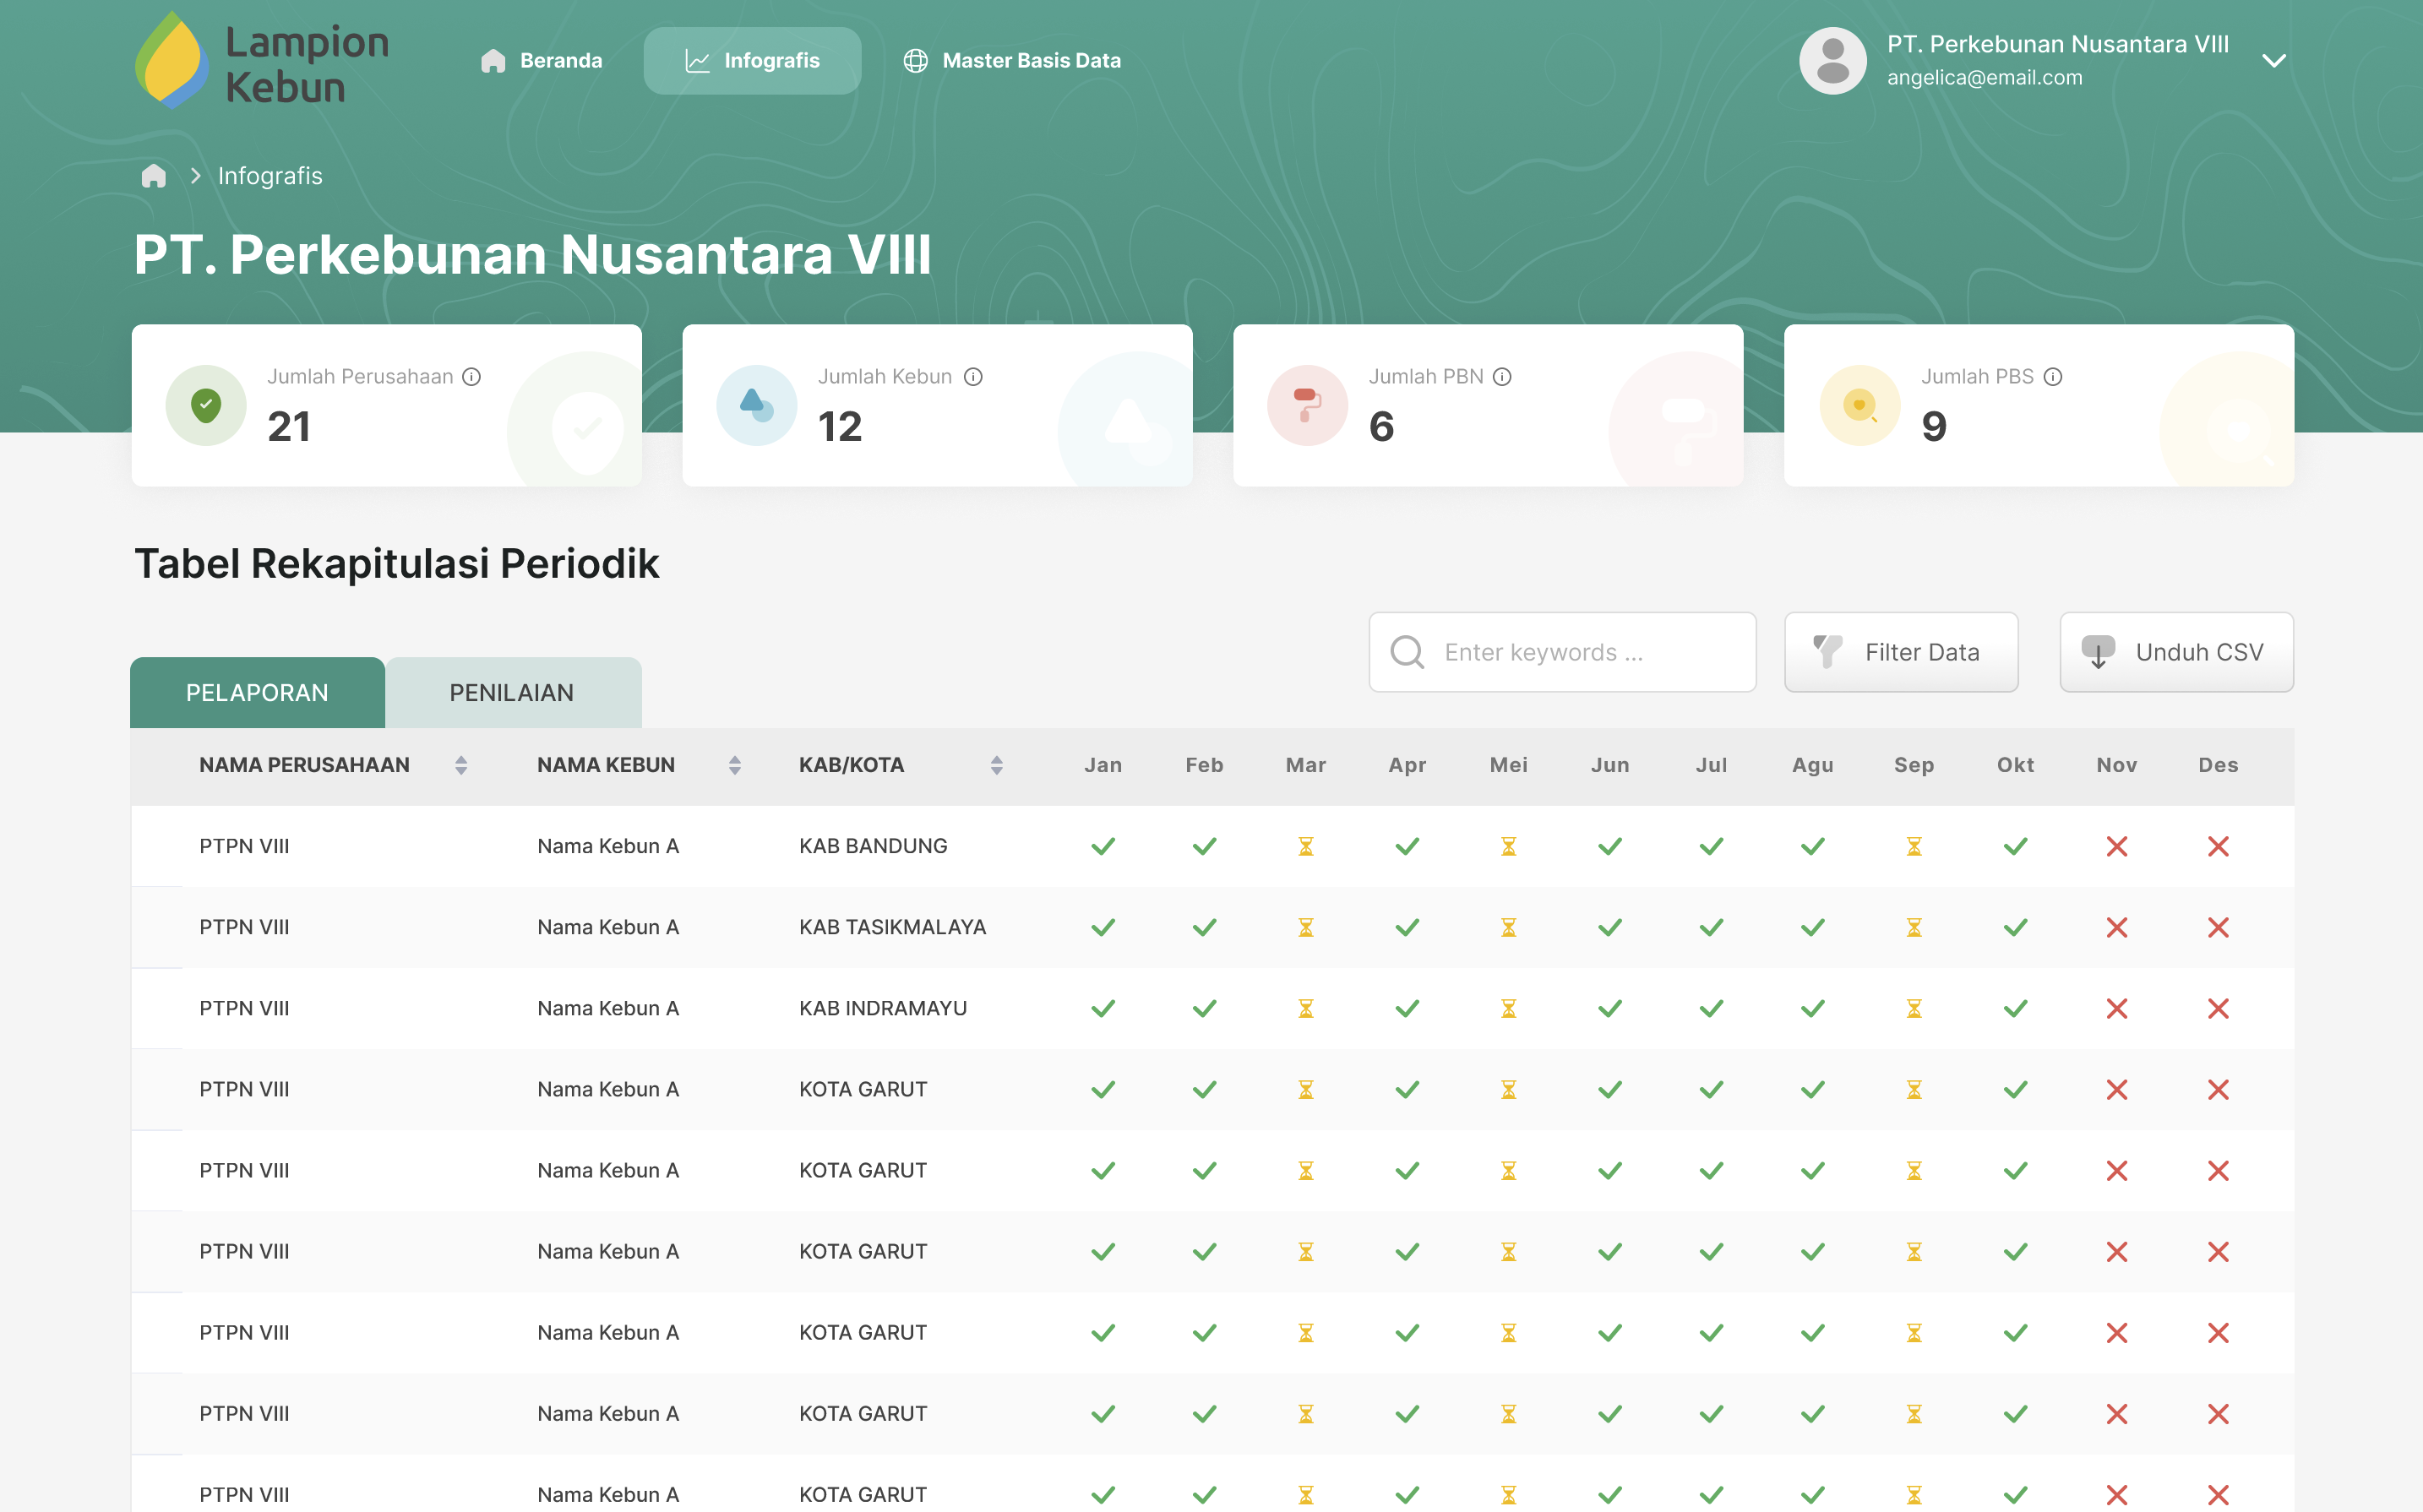 Lampion
Kebun
Beranda
Infografis
Master Basis Data
PT. Perkebunan Nusantara VIII
angelica@email.com
Infografis
PT. Perkebunan Nusantara VIII
Jumlah Perusahaan
21
Jumlah Kebun
12
Jumlah PBN
6
Jumlah PBS
9
Tabel Rekapitulasi Periodik
Enter keywords ...
Filter Data
Unduh CSV
PELAPORAN
PENILAIAN
NAMA PERUSAHAAN NAMA KEBUN KAB/KOTA Jan Feb Mar Apr Mei Jun Jul Agu Sep Okt Nov Des
PTPN VIII Nama Kebun A KAB BANDUNG
PTPN VIII Nama Kebun A KAB TASIKMALAYA
PTPN VIII Nama Kebun A KAB INDRAMAYU
PTPN VIII Nama Kebun A KOTA GARUT
PTPN VIII Nama Kebun A KOTA GARUT
PTPN VIII Nama Kebun A KOTA GARUT
PTPN VIII Nama Kebun A KOTA GARUT
PTPN VIII Nama Kebun A KOTA GARUT
PTPN VIII Nama Kebun A KOTA GARUT